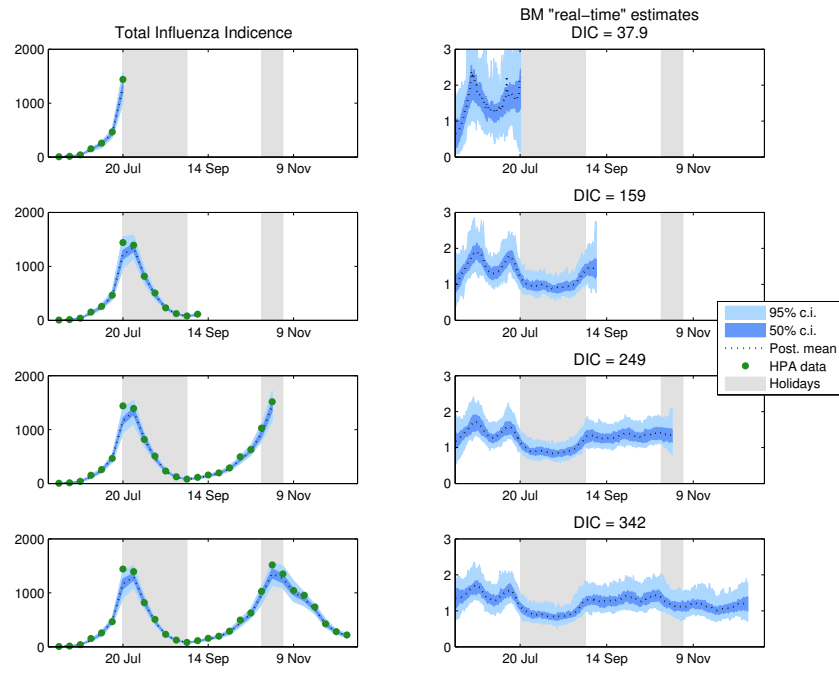 Total Influenza Indicence
2000
1000
0
20 Jul 14 Sep 9 Nov
BM "real-time" estimates
DIC = 37.9
3
2
1
0
20 Jul 14 Sep 9 Nov
2000
1000
0
20 Jul 14 Sep 9 Nov
DIC = 159
3
2
1
0
20 Jul 14 Sep 9 Nov
95% c.i.
50% c.i.
Post. mean
HPA data
Holidays
2000
1000
0
20 Jul 14 Sep 9 Nov
DIC = 249
3
2
1
0
20 Jul 14 Sep 9 Nov
2000
1000
0
20 Jul 14 Sep 9 Nov
DIC = 342
3
2
1
0
20 Jul 14 Sep 9 Nov